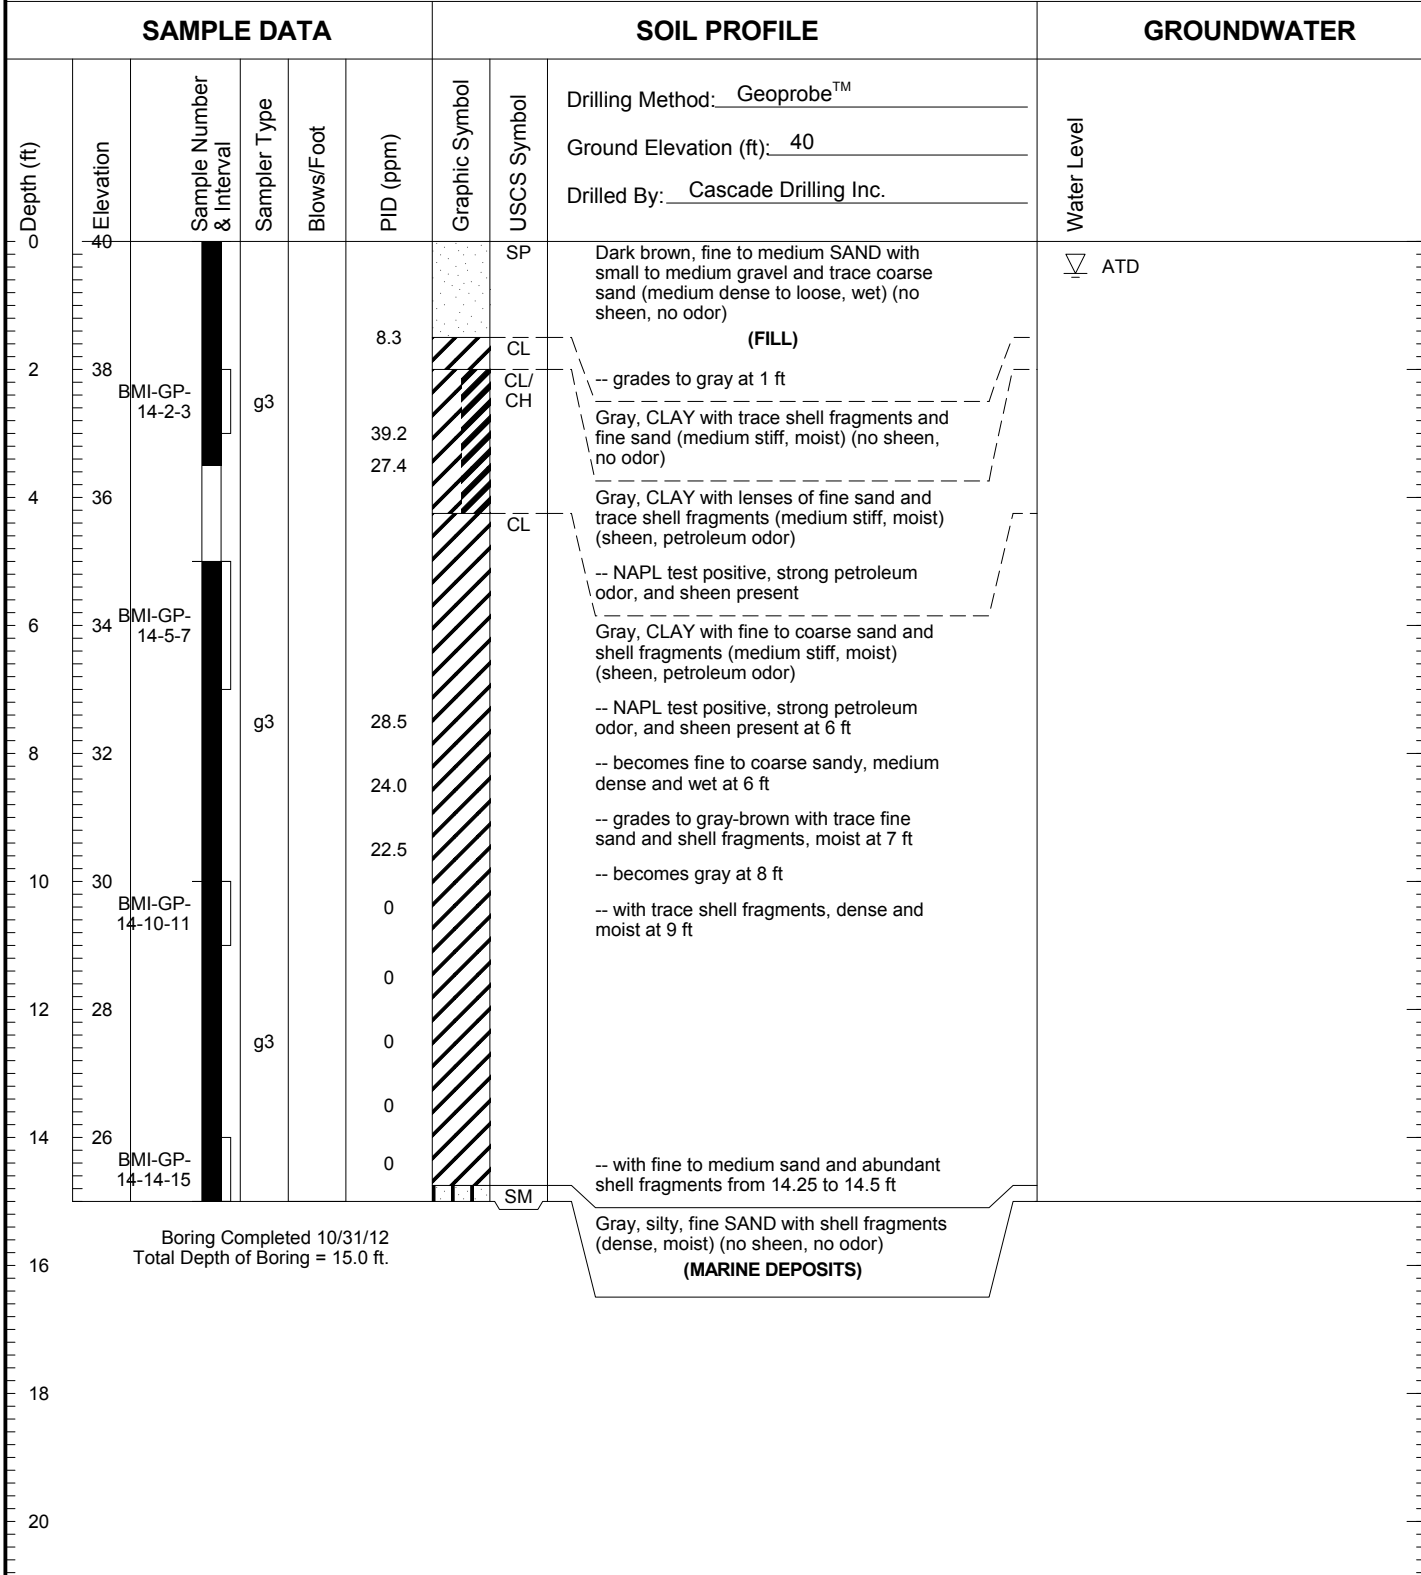 SAMPLE DATA
SOIL PROFILE
GROUNDWATER
Depth (ft)
Elevation
Sample Number
& Interval
Sampler Type
Blows/Foot
PID (ppm)
Graphic Symbol
USCS Symbol
Drilling Method: Geoprobe™
Ground Elevation (ft): 40
Drilled By: Cascade Drilling Inc.
Water Level
0
40
SP
Dark brown, fine to medium SAND with
small to medium gravel and trace coarse
sand (medium dense to loose, wet) (no
sheen, no odor)
(FILL)
ATD
8.3
CL
2
38
BMI-GP-
14-2-3
g3
CL/
CH
-- grades to gray at 1 ft
39.2
Gray, CLAY with trace shell fragments and
fine sand (medium stiff, moist) (no sheen,
no odor)
27.4
4
36
CL
Gray, CLAY with lenses of fine sand and
trace shell fragments (medium stiff, moist)
(sheen, petroleum odor)
-- NAPL test positive, strong petroleum
odor, and sheen present
6
34
BMI-GP-
14-5-7
Gray, CLAY with fine to coarse sand and
shell fragments (medium stiff, moist)
(sheen, petroleum odor)
g3
28.5
-- NAPL test positive, strong petroleum
odor, and sheen present at 6 ft
8
32
24.0
-- becomes fine to coarse sandy, medium
dense and wet at 6 ft
22.5
-- grades to gray-brown with trace fine
sand and shell fragments, moist at 7 ft
10
30
-- becomes gray at 8 ft
BMI-GP-
14-10-11
0
-- with trace shell fragments, dense and
moist at 9 ft
0
12
28
g3
0
0
14
26
BMI-GP-
14-14-15
0
-- with fine to medium sand and abundant
shell fragments from 14.25 to 14.5 ft
SM
Gray, silty, fine SAND with shell fragments
(dense, moist) (no sheen, no odor)
(MARINE DEPOSITS)
Boring Completed 10/31/12
Total Depth of Boring = 15.0 ft.
16
18
20